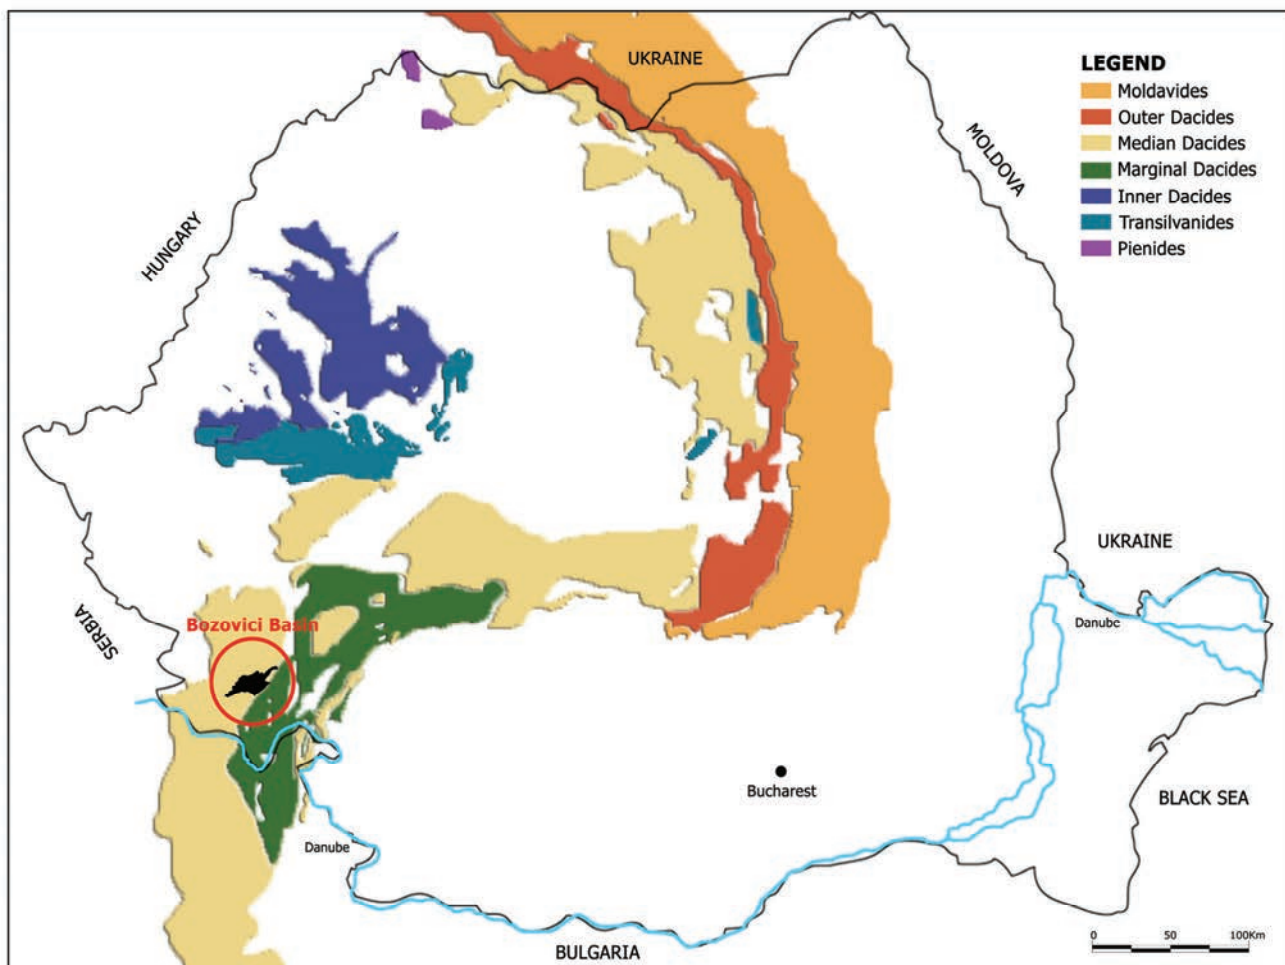 UKRAINE
LEGEND
Moldavides
Outer Dacides
Median Dacides
Marginal Dacides
Inner Dacides
Transilvanides
Pienides
MOLDOVA
HUNGARY
UKRAINE
Danube
SERBIA
Bozovici Basin
Bucharest
BLACK SEA
Danube
BULGARIA
0 50 100Km